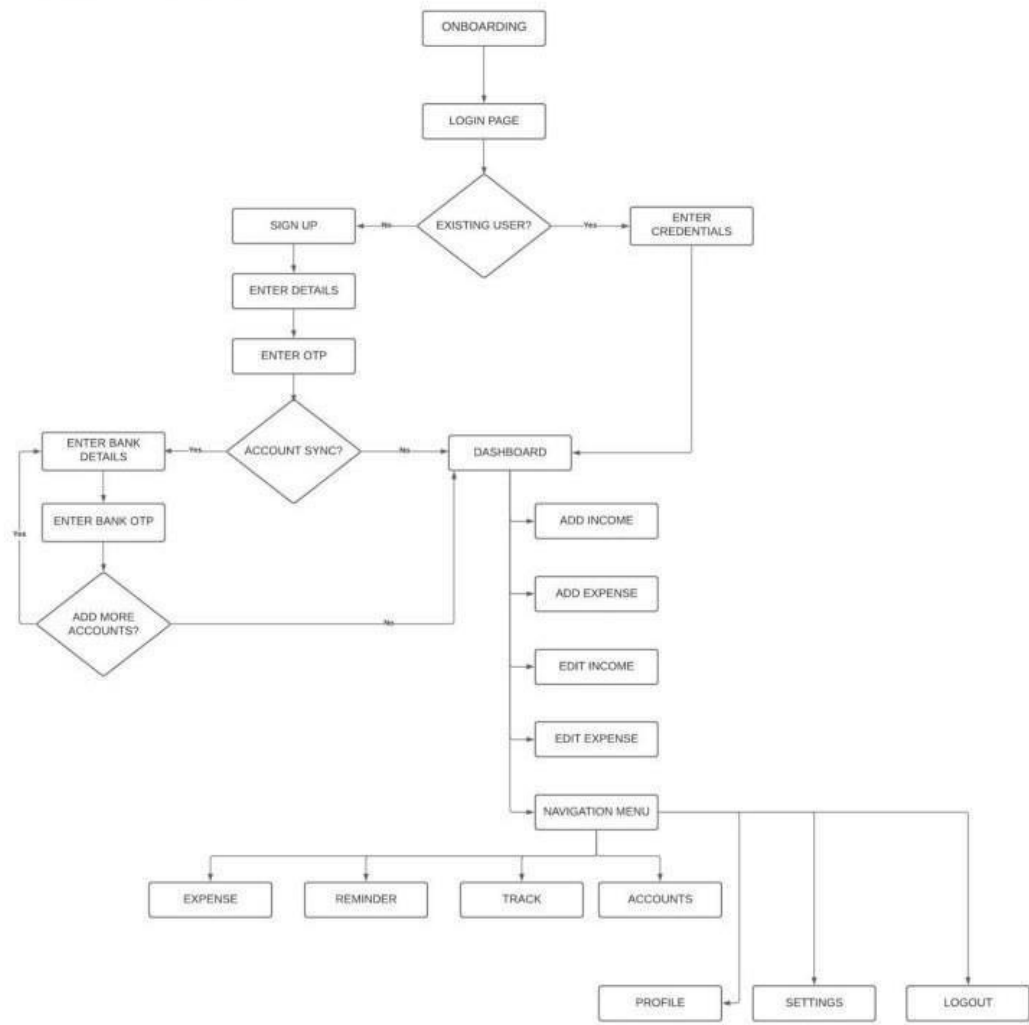 ONBOARDING
LOGIN PAGE
EXISTING USER?
No
Yes
SIGN UP
ENTER
CREDENTIALS
ENTER DETAILS
ENTER OTP
ACCOUNT SYNC?
Yes
No
ENTER BANK
DETAILS
DASHBOARD
ENTER BANK OTP
Yes
ADD MORE
ACCOUNTS?
No
ADD INCOME
ADD EXPENSE
EDIT INCOME
EDIT EXPENSE
NAVIGATION MENU
EXPENSE
REMINDER
TRACK
ACCOUNTS
PROFILE
SETTINGS
LOGOUT